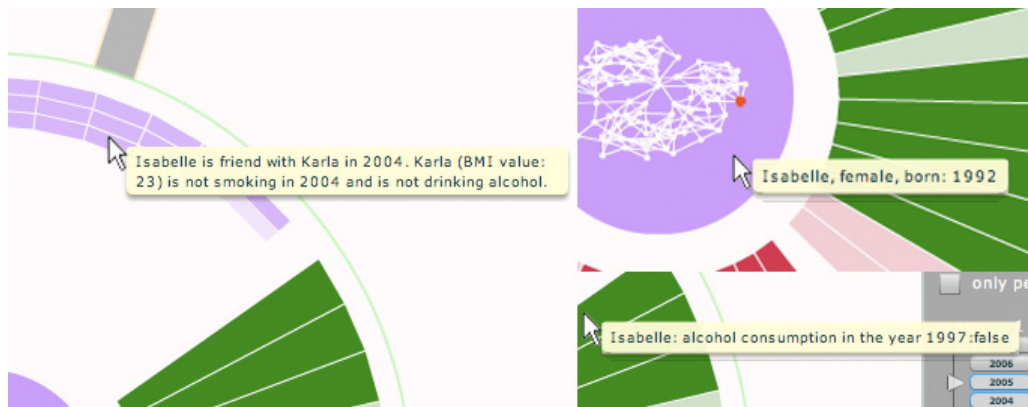 Isabelle is friend with Karla in 2004. Karla (BMI value:
23) is not smoking in 2004 and is not drinking alcohol.
Isabelle, female, born: 1992
only pe
Isabelle: alcohol consumption in the year 1997:false
2006
2005
2004